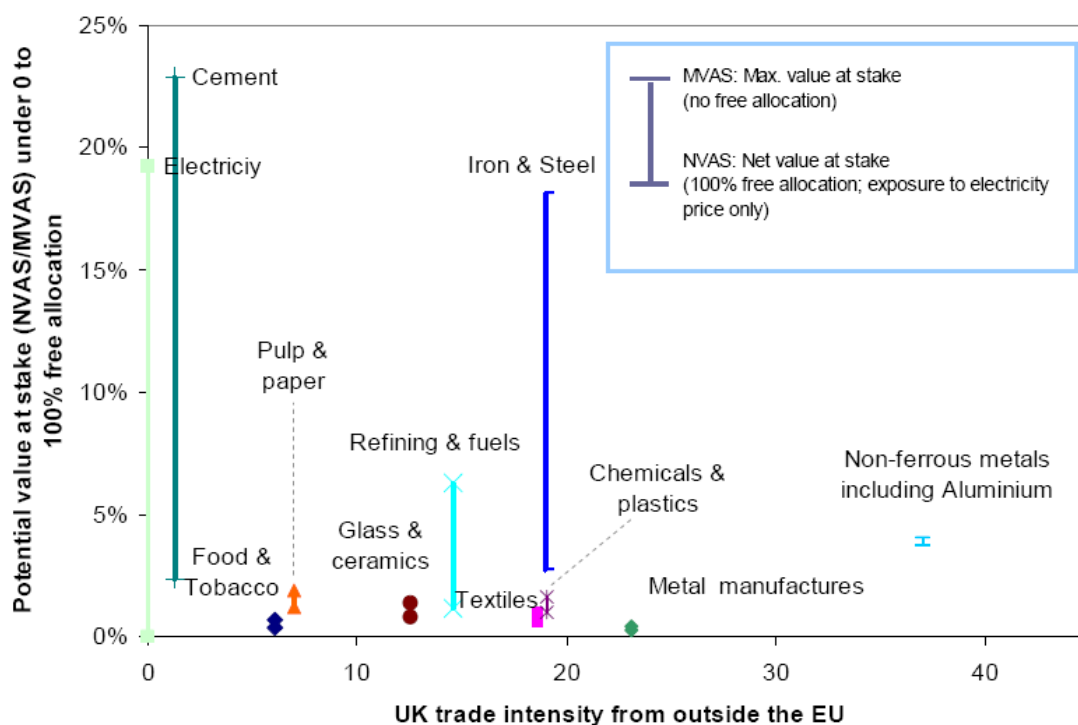 Potential value at stake (NVAS/MVAS) under 0 to
100% free allocation
25%
20%
15%
10%
5%
0%
Cement
Electriciy
Iron & Steel
MVAS: Max. value at stake
(no free allocation)
NVAS: Net value at stake
(100% free allocation; exposure to electricity
price only)
Pulp &
paper
Refining & fuels
Chemicals &
plastics
Non-ferrous metals
including Aluminium
Glass &
ceramics
Food &
Tobacco
Textiles
Metal manufactures
0
10
20
30
40
UK trade intensity from outside the EU